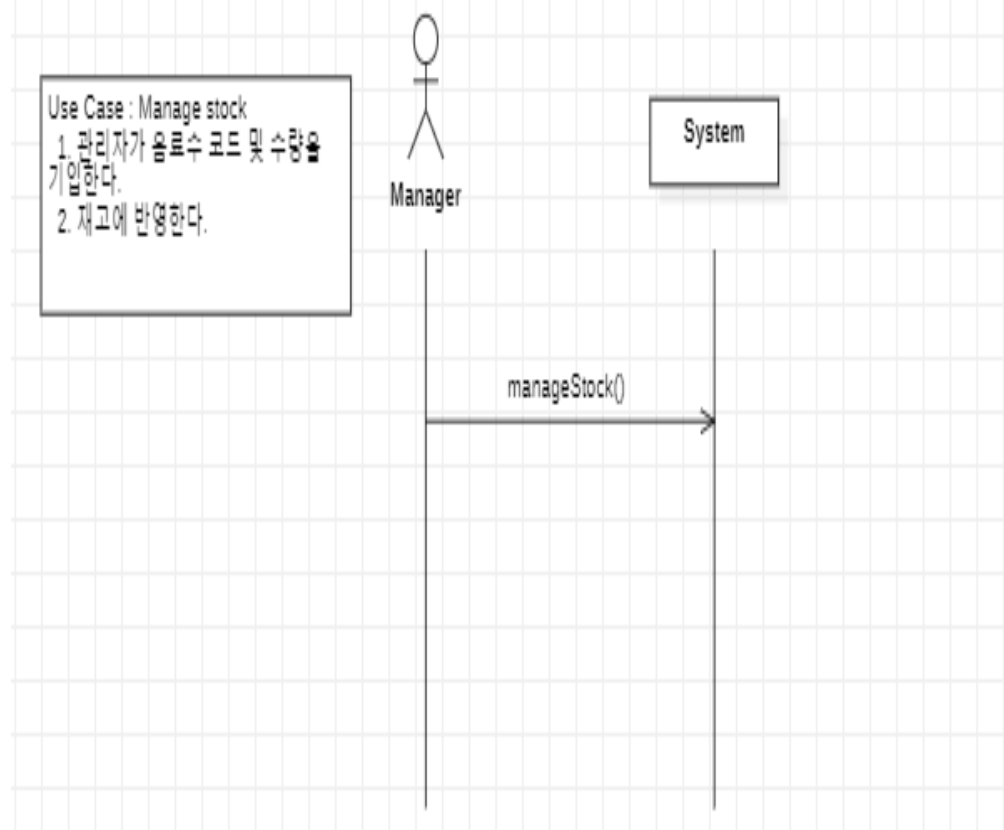 Use Case : Manage stock
1. 관리자가 음료수 코드 및 수량을
기입한다.
2. 재고에 반영한다.
Manager
System
manageStock()